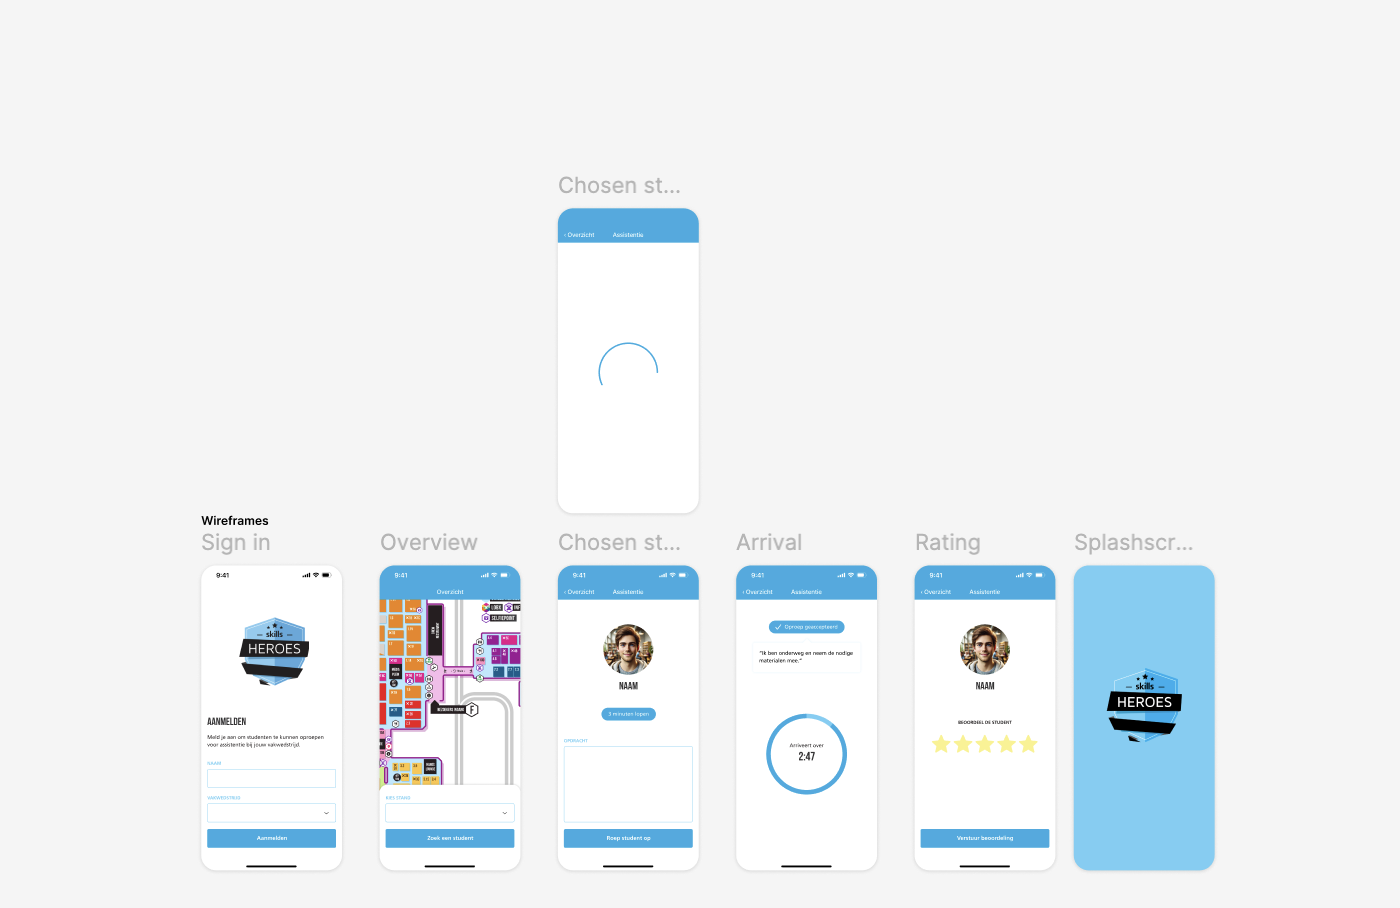 Chosen st...
‹ Overzicht
Assistentie
Wireframes
Sign in
Overview
Chosen st...
Arrival
Rating
Splashscr...
9:41
skills
HEROES
AANMELDEN
Meld je aan om studenten te kunnen oproepen
voor assistentie bij jouw vakwedstrijd.
NAAM
VAKWEDSTRIJD
Aanmelden
9:41
Overzicht
SELFIEPOINT
F
KIES STAND
Zoek een student
9:41
‹ Overzicht
Assistentie
NAAM
3 minuten lopen
OPDRACHT
Roep student op
9:41
‹ Overzicht
Assistentie
Oproep geaccepteerd
"Ik ben onderweg en neem de nodige
materialen mee."
Arriveert over
2:47
9:41
‹ Overzicht
Assistentie
NAAM
BEOORDEEL DE STUDENT
Verstuur beoordeling
skills
HEROES